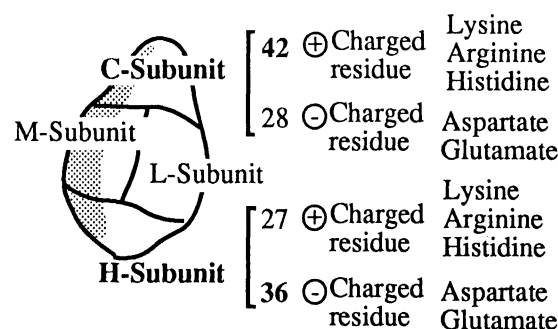 C-Subunit
M-Subunit
L-Subunit
H-Subunit
42 ⊕ Charged residue
Lysine
Arginine
Histidine
28 ⊖ Charged residue
Aspartate
Glutamate
27 ⊕ Charged residue
Lysine
Arginine
Histidine
36 ⊖ Charged residue
Aspartate
Glutamate